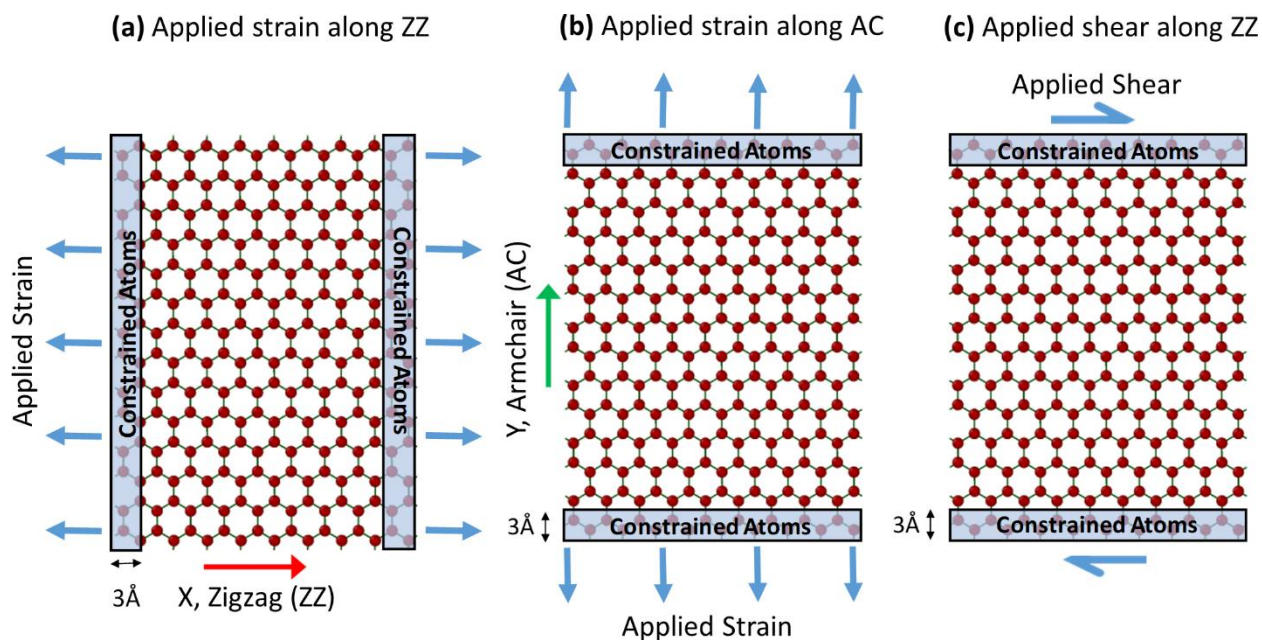 (a) Applied strain along ZZ
Applied Strain
Constrained Atoms
Constrained Atoms
3Å
X, Zigzag (ZZ)
(b) Applied strain along AC
Constrained Atoms
Y, Armchair (AC)
3Å
Constrained Atoms
Applied Strain
(c) Applied shear along ZZ
Applied Shear
Constrained Atoms
3Å
Constrained Atoms